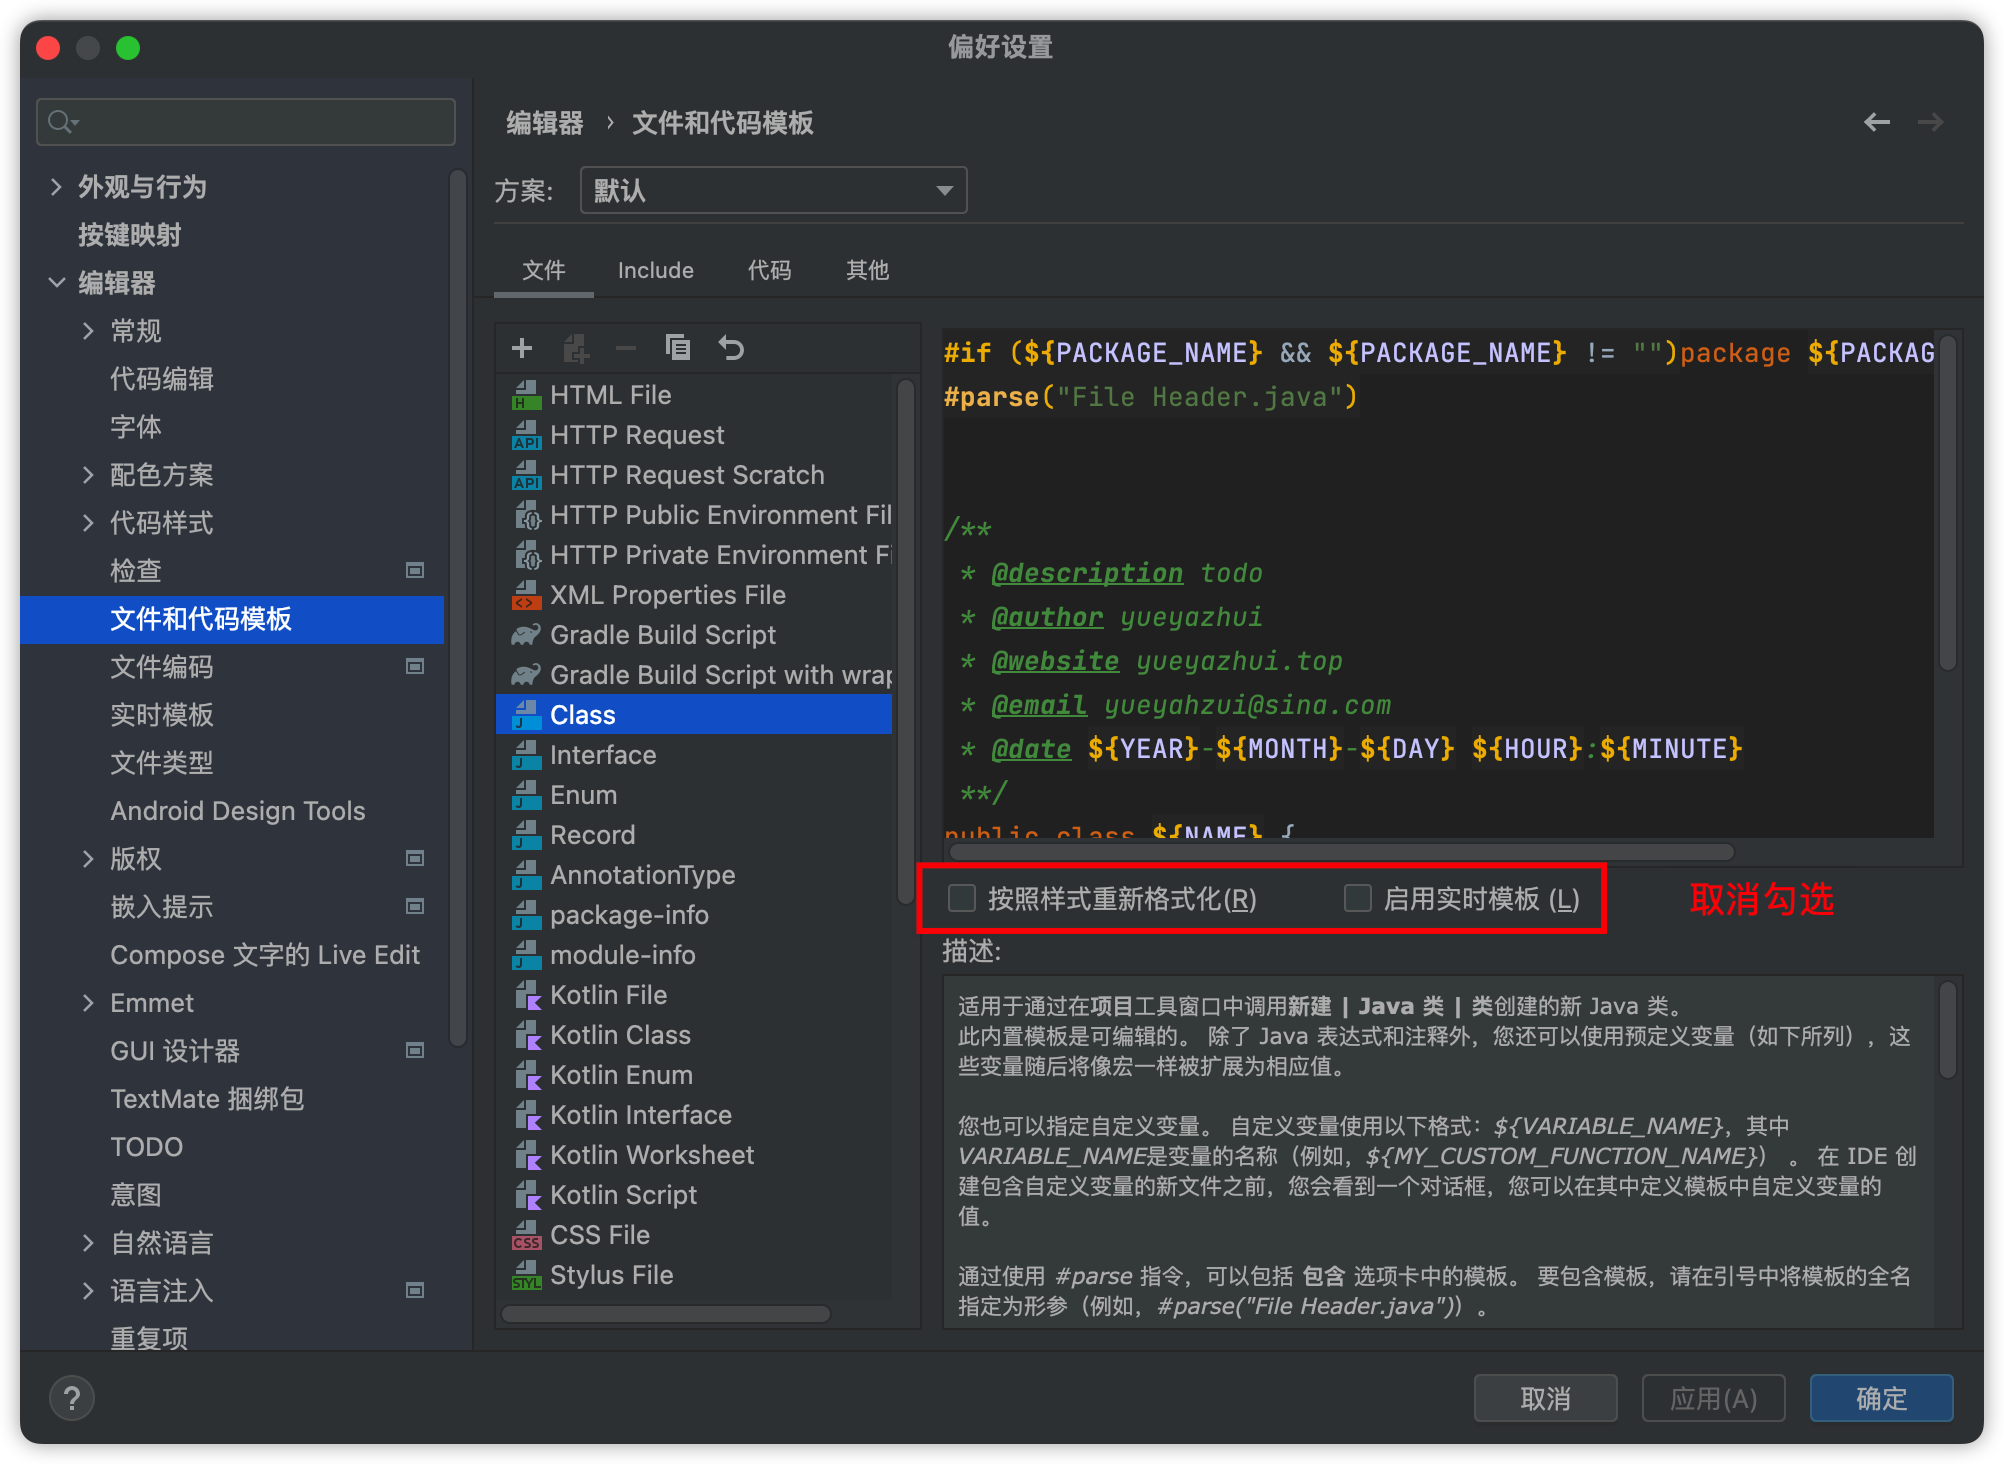 偏好设置
外观与行为
按键映射
编辑器
常规
代码编辑
字体
配色方案
代码样式
检查
文件和代码模板
文件编码
实时模板
文件类型
Android Design Tools
版权
嵌入提示
Compose 文字的 Live Edit
Emmet
GUI 设计器
TextMate 捆绑包
TODO
意图
自然语言
语言注入
重复项
编辑器 › 文件和代码模板
方案: 默认
文件 Include 代码 其他
HTML File
HTTP Request
HTTP Request Scratch
HTTP Public Environment Fil
HTTP Private Environment Fi
XML Properties File
Gradle Build Script
Gradle Build Script with wrap
Class
Interface
Enum
Record
AnnotationType
package-info
module-info
Kotlin File
Kotlin Class
Kotlin Enum
Kotlin Interface
Kotlin Worksheet
Kotlin Script
CSS File
Stylus File
#if (${PACKAGE_NAME} && ${PACKAGE_NAME} != "")package ${PACKAG
#parse("File Header.java")
/**
* @description todo
* @author yueyazhui
* @website yueyazhui.top
* @email yueyahzui@sina.com
* @date ${YEAR}-${MONTH}-${DAY} ${HOUR}:${MINUTE}
**/
public class ${NAME} {
按照样式重新格式化(R) 启用实时模板 (L) 取消勾选
描述:
适用于通过在项目工具窗口中调用新建 | Java 类 | 类创建的新 Java 类。
此内置模板是可编辑的。 除了 Java 表达式和注释外，您还可以使用预定义变量（如下所列），这
些变量随后将像宏一样被扩展为相应值。
您也可以指定自定义变量。 自定义变量使用以下格式：${VARIABLE_NAME}，其中
VARIABLE_NAME是变量的名称（例如，${MY_CUSTOM_FUNCTION_NAME}） 。 在 IDE 创
建包含自定义变量的新文件之前，您会看到一个对话框，您可以在其中定义模板中自定义变量的
值。
通过使用 #parse 指令，可以包括 包含 选项卡中的模板。 要包含模板，请在引号中将模板的全名
指定为形参（例如，#parse("File Header.java")）。
? 取消 应用(A) 确定